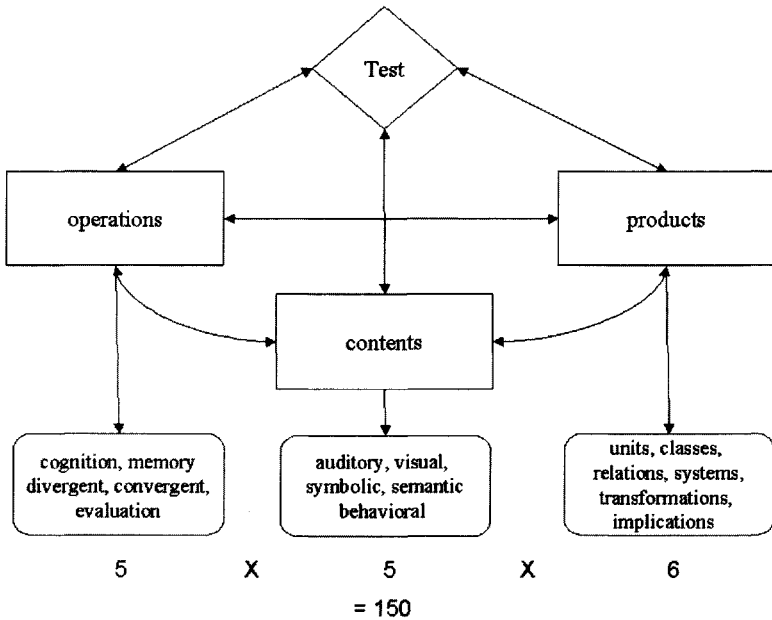 Test
operations
products
contents
cognition, memory
divergent, convergent,
evaluation
auditory, visual,
symbolic, semantic
behavioral
units, classes,
relations, systems,
transformations,
implications
5 X 5 X 6
= 150